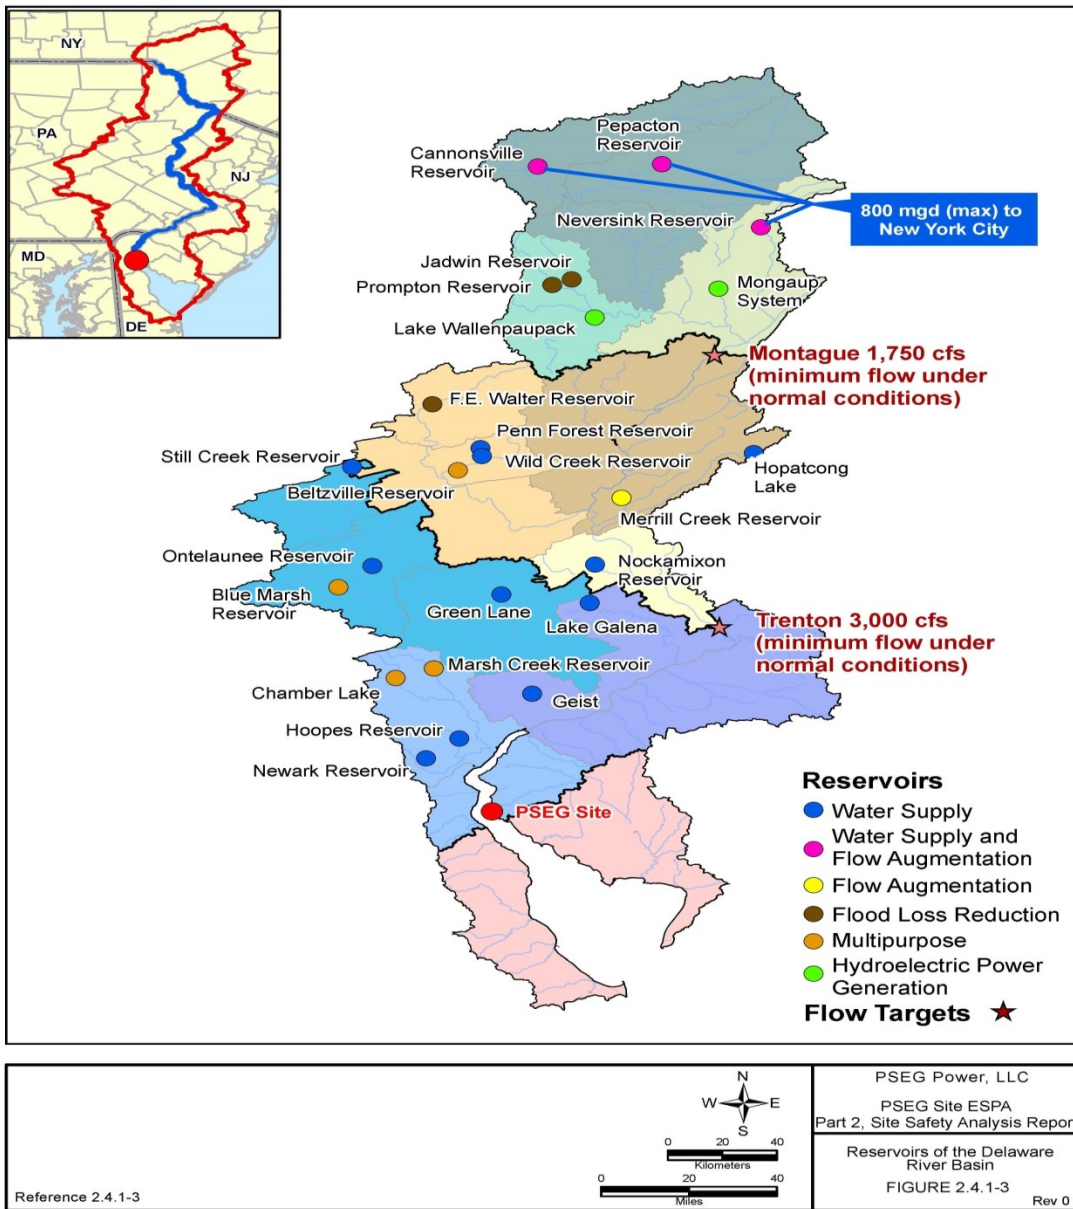 NY
PA
NJ
MD
DE
Pepacton
Reservoir
Cannonsville
Reservoir
Neversink Reservoir
800 mgd (max) to
New York City
Jadwin Reservoir
Prompton Reservoir
Mongaup
System
Lake Wallenpaupack
Montague 1,750 cfs
(minimum flow under
normal conditions)
F.E. Walter Reservoir
Penn Forest Reservoir
Still Creek Reservoir
Wild Creek Reservoir
Hopatcong
Lake
Beltzville Reservoir
Merrill Creek Reservoir
Ontelaunee Reservoir
Nockamixon
Reservoir
Blue Marsh
Reservoir
Green Lane
Lake Galena
Trenton 3,000 cfs
(minimum flow under
normal conditions)
Marsh Creek Reservoir
Chamber Lake
Geist
Hoopes Reservoir
Newark Reservoir
PSEG Site
Reservoirs
Water Supply
Water Supply and
Flow Augmentation
Flow Augmentation
Flood Loss Reduction
Multipurpose
Hydroelectric Power
Generation
Flow Targets
N
W E
S
0 20 40
Kilometers
0 20 40
Miles
Reference 2.4.1-3
PSEG Power, LLC
PSEG Site ESPA
Part 2, Site Safety Analysis Repor
Reservoirs of the Delaware
River Basin
FIGURE 2.4.1-3
Rev 0